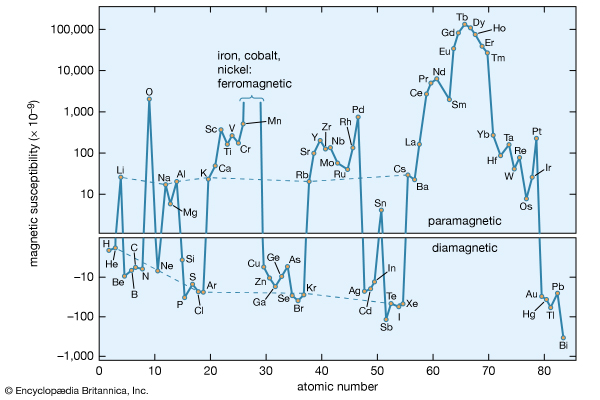 magnetic susceptibility (× 10⁻⁹)
100,000
10,000
1,000
100
10
-10
-100
-1,000
iron, cobalt,
nickel:
ferromagnetic
paramagnetic
diamagnetic
H
He
Li
Be
B
C
N
O
Ne
Na
Mg
Al
Si
P
S
Cl
Ar
K
Ca
Sc
Ti
V
Cr
Mn
Cu
Zn
Ga
Ge
As
Se
Br
Kr
Rb
Sr
Y
Zr
Mo
Nb
Ru
Rh
Pd
Ag
Cd
In
Sn
Sb
Te
I
Xe
Cs
Ba
La
Ce
Pr
Nd
Sm
Eu
Gd
Tb
Dy
Ho
Er
Tm
Yb
Hf
Ta
W
Re
Os
Ir
Pt
Au
Hg
Tl
Pb
Bi
0 10 20 30 40 50 60 70 80
atomic number
© Encyclopædia Britannica, Inc.